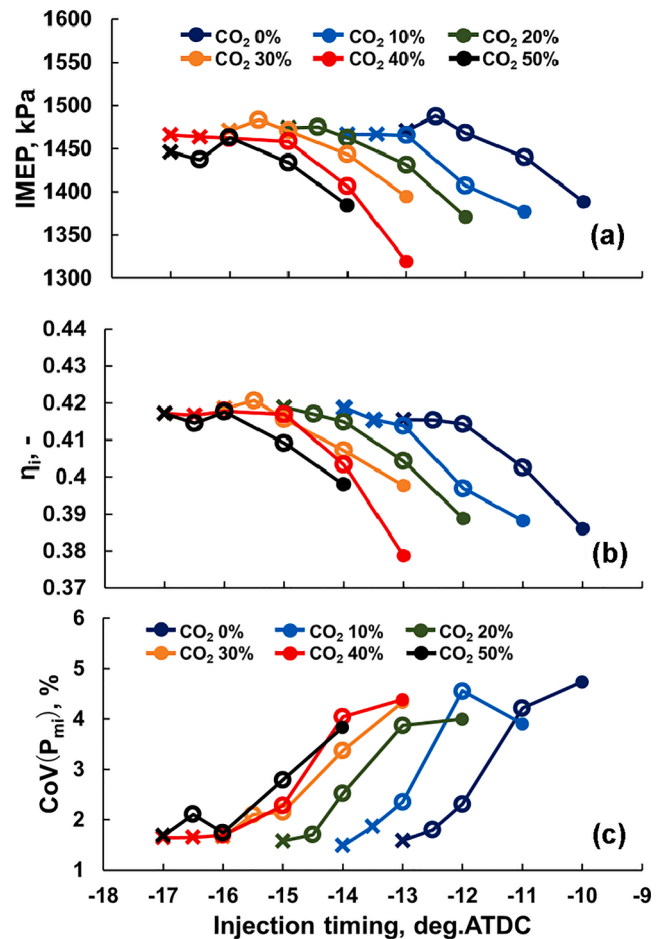 1600
CO2 0% CO2 10% CO2 20%
CO2 30% CO2 40% CO2 50%
1550
1500
1450
1400
1350
1300
IMEP, kPa
(a)
0.44
0.43
0.42
0.41
0.4
0.39
0.38
0.37
ηi, -
(b)
6
CO2 0% CO2 10% CO2 20%
CO2 30% CO2 40% CO2 50%
5
4
3
2
1
CoV(Pmi), %
(c)
-18 -17 -16 -15 -14 -13 -12 -11 -10 -9
Injection timing, deg.ATDC